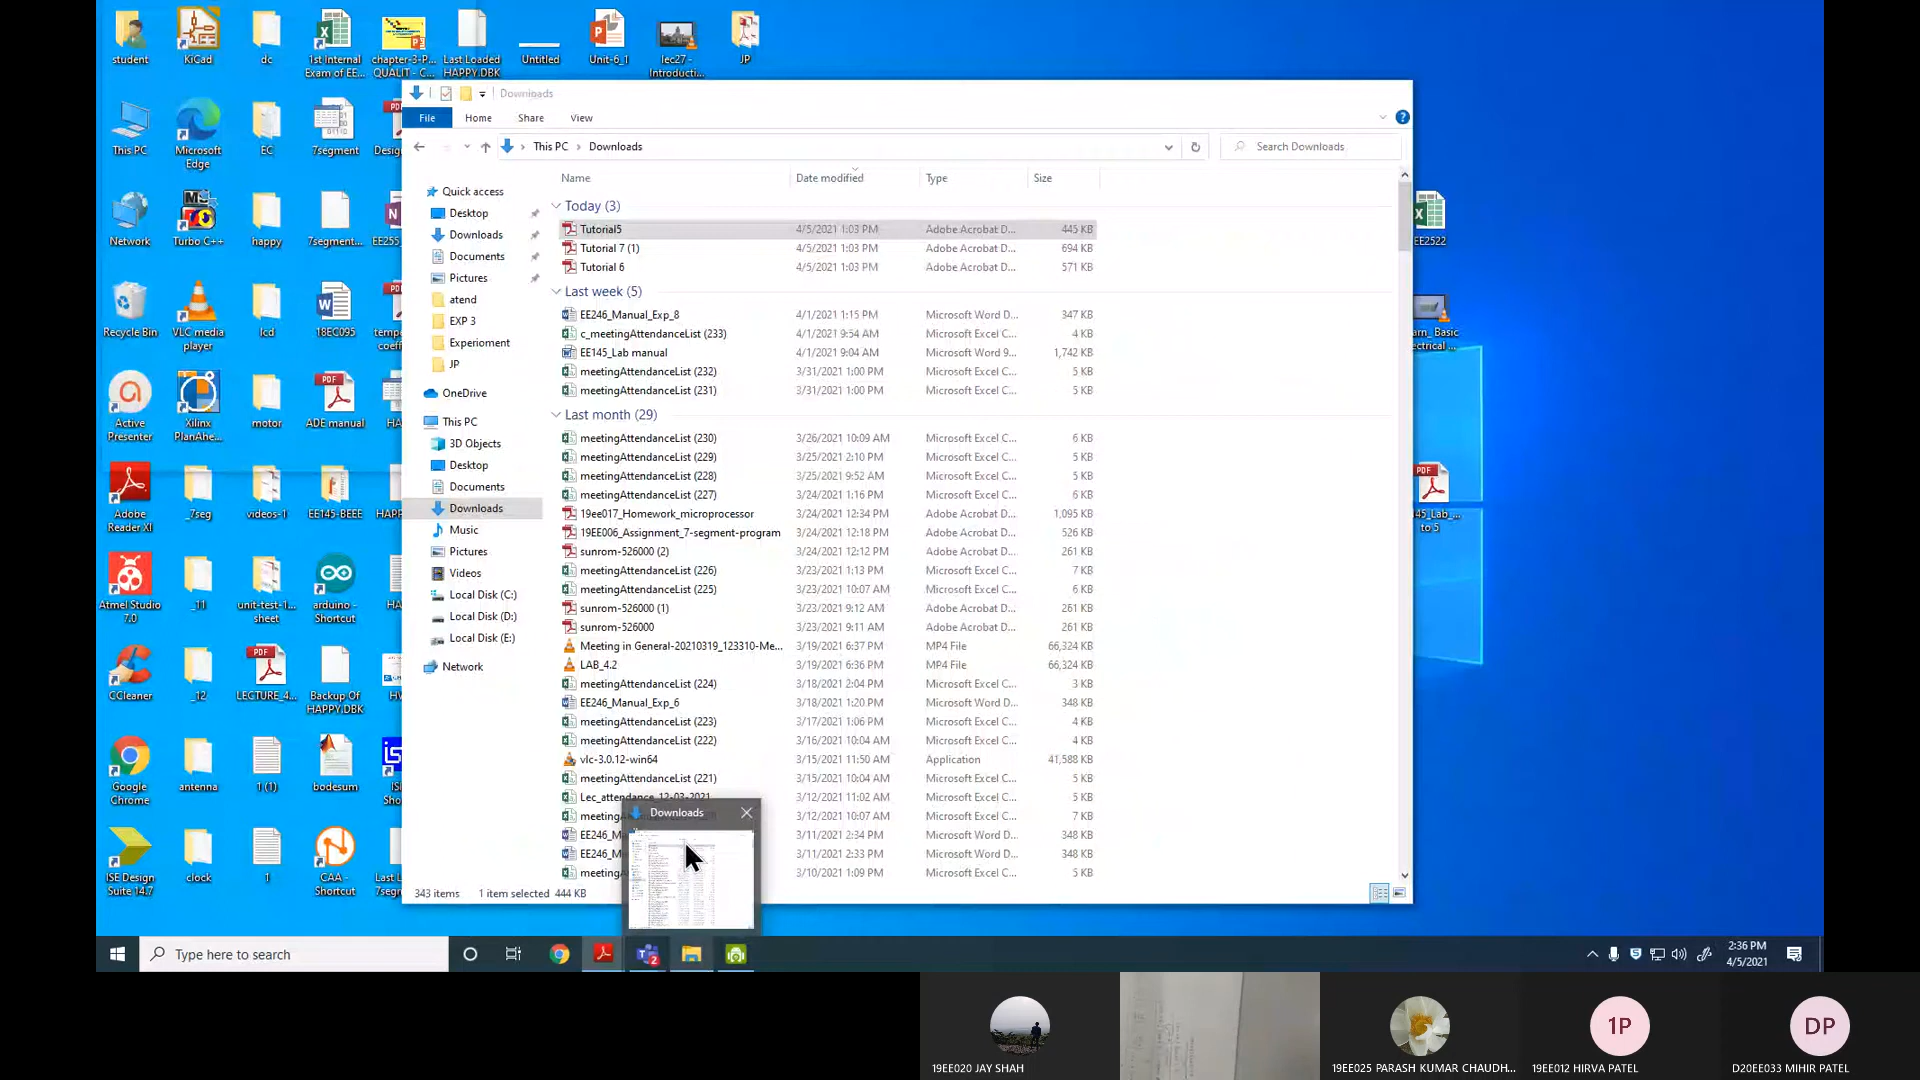 student
KiCad
dc
1st Internal
Exam of EE...
chapter-3-P...
QUALIT - C...
Last Loaded
HAPPY.DBK
Untitled
Unit-6_1
lec27 -
Introducti...
JP
This PC
Microsoft
Edge
EC
7segment
Network
Turbo C++
happy
7segment...
EE255
Recycle Bin
VLC media
player
lcd
18EC095
Active
Presenter
Xilinx
PlanAhe...
motor
ADE manual
Adobe
Reader XI
_7seg
videos-1
EE145-BEEE
Atmel Studio
7.0
_11
unit-test-1...
sheet
arduino -
Shortcut
CCleaner
_12
LECTURE_4...
Backup Of
HAPPY.DBK
Google
Chrome
antenna
1 (1)
bodesum
ISE Design
Suite 14.7
clock
1
CAA -
Shortcut
Downloads
File Home Share View
This PC > Downloads
Search Downloads
Quick access
Desktop
Downloads
Documents
Pictures
atend
EXP 3
Experioment
JP
OneDrive
This PC
3D Objects
Desktop
Documents
Downloads
Music
Pictures
Videos
Local Disk (C:)
Local Disk (D:)
Local Disk (E:)
Network
Name Date modified Type Size
Today (3)
Tutorial5 4/5/2021 1:03 PM Adobe Acrobat D... 445 KB
Tutorial 7 (1) 4/5/2021 1:03 PM Adobe Acrobat D... 694 KB
Tutorial 6 4/5/2021 1:03 PM Adobe Acrobat D... 571 KB
Last week (5)
EE246_Manual_Exp_8 4/1/2021 1:15 PM Microsoft Word D... 347 KB
c_meetingAttendanceList (233) 4/1/2021 9:54 AM Microsoft Excel C... 4 KB
EE145_Lab manual 4/1/2021 9:04 AM Microsoft Word 9... 1,742 KB
meetingAttendanceList (232) 3/31/2021 1:00 PM Microsoft Excel C... 5 KB
meetingAttendanceList (231) 3/31/2021 1:00 PM Microsoft Excel C... 5 KB
Last month (29)
meetingAttendanceList (230) 3/26/2021 10:09 AM Microsoft Excel C... 6 KB
meetingAttendanceList (229) 3/25/2021 2:10 PM Microsoft Excel C... 5 KB
meetingAttendanceList (228) 3/25/2021 9:52 AM Microsoft Excel C... 5 KB
meetingAttendanceList (227) 3/24/2021 1:16 PM Microsoft Excel C... 6 KB
19ee017_Homework_microprocessor 3/24/2021 12:34 PM Adobe Acrobat D... 1,095 KB
19EE006_Assignment_7-segment-program 3/24/2021 12:18 PM Adobe Acrobat D... 526 KB
sunrom-526000 (2) 3/23/2021 12:12 PM Adobe Acrobat D... 261 KB
meetingAttendanceList (226) 3/23/2021 1:13 PM Microsoft Excel C... 7 KB
meetingAttendanceList (225) 3/23/2021 10:07 AM Microsoft Excel C... 6 KB
sunrom-526000 (1) 3/23/2021 9:12 AM Adobe Acrobat D... 261 KB
sunrom-526000 3/23/2021 9:11 AM Adobe Acrobat D... 261 KB
Meeting in General-20210319_123310-Me... 3/19/2021 6:37 PM MP4 File 66,324 KB
LAB_4.2 3/19/2021 6:36 PM MP4 File 66,324 KB
meetingAttendanceList (224) 3/18/2021 2:04 PM Microsoft Excel C... 3 KB
EE246_Manual_Exp_6 3/18/2021 1:20 PM Microsoft Word D... 348 KB
meetingAttendanceList (223) 3/17/2021 1:06 PM Microsoft Excel C... 4 KB
meetingAttendanceList (222) 3/16/2021 10:04 AM Microsoft Excel C... 4 KB
vlc-3.0.12-win64 3/15/2021 11:50 AM Application 41,588 KB
meetingAttendanceList (221) 3/15/2021 10:04 AM Microsoft Excel C... 5 KB
Lec_attendance_12-03-2021 3/12/2021 11:02 AM Microsoft Excel C... 5 KB
3/12/2021 10:07 AM Microsoft Excel C... 7 KB
EE246_M 3/11/2021 2:34 PM Microsoft Word D... 348 KB
EE246_M 3/11/2021 2:33 PM Microsoft Word D... 348 KB
3/10/2021 1:09 PM Microsoft Excel C... 5 KB
Downloads
343 items 1 item selected 444 KB
EE2522
Type here to search
2:36 PM
4/5/2021
1P
DP
19EE020 JAY SHAH
19EE025 PARASH KUMAR CHAUDH...
19EE012 HIRVA PATEL
D20EE033 MIHIR PATEL